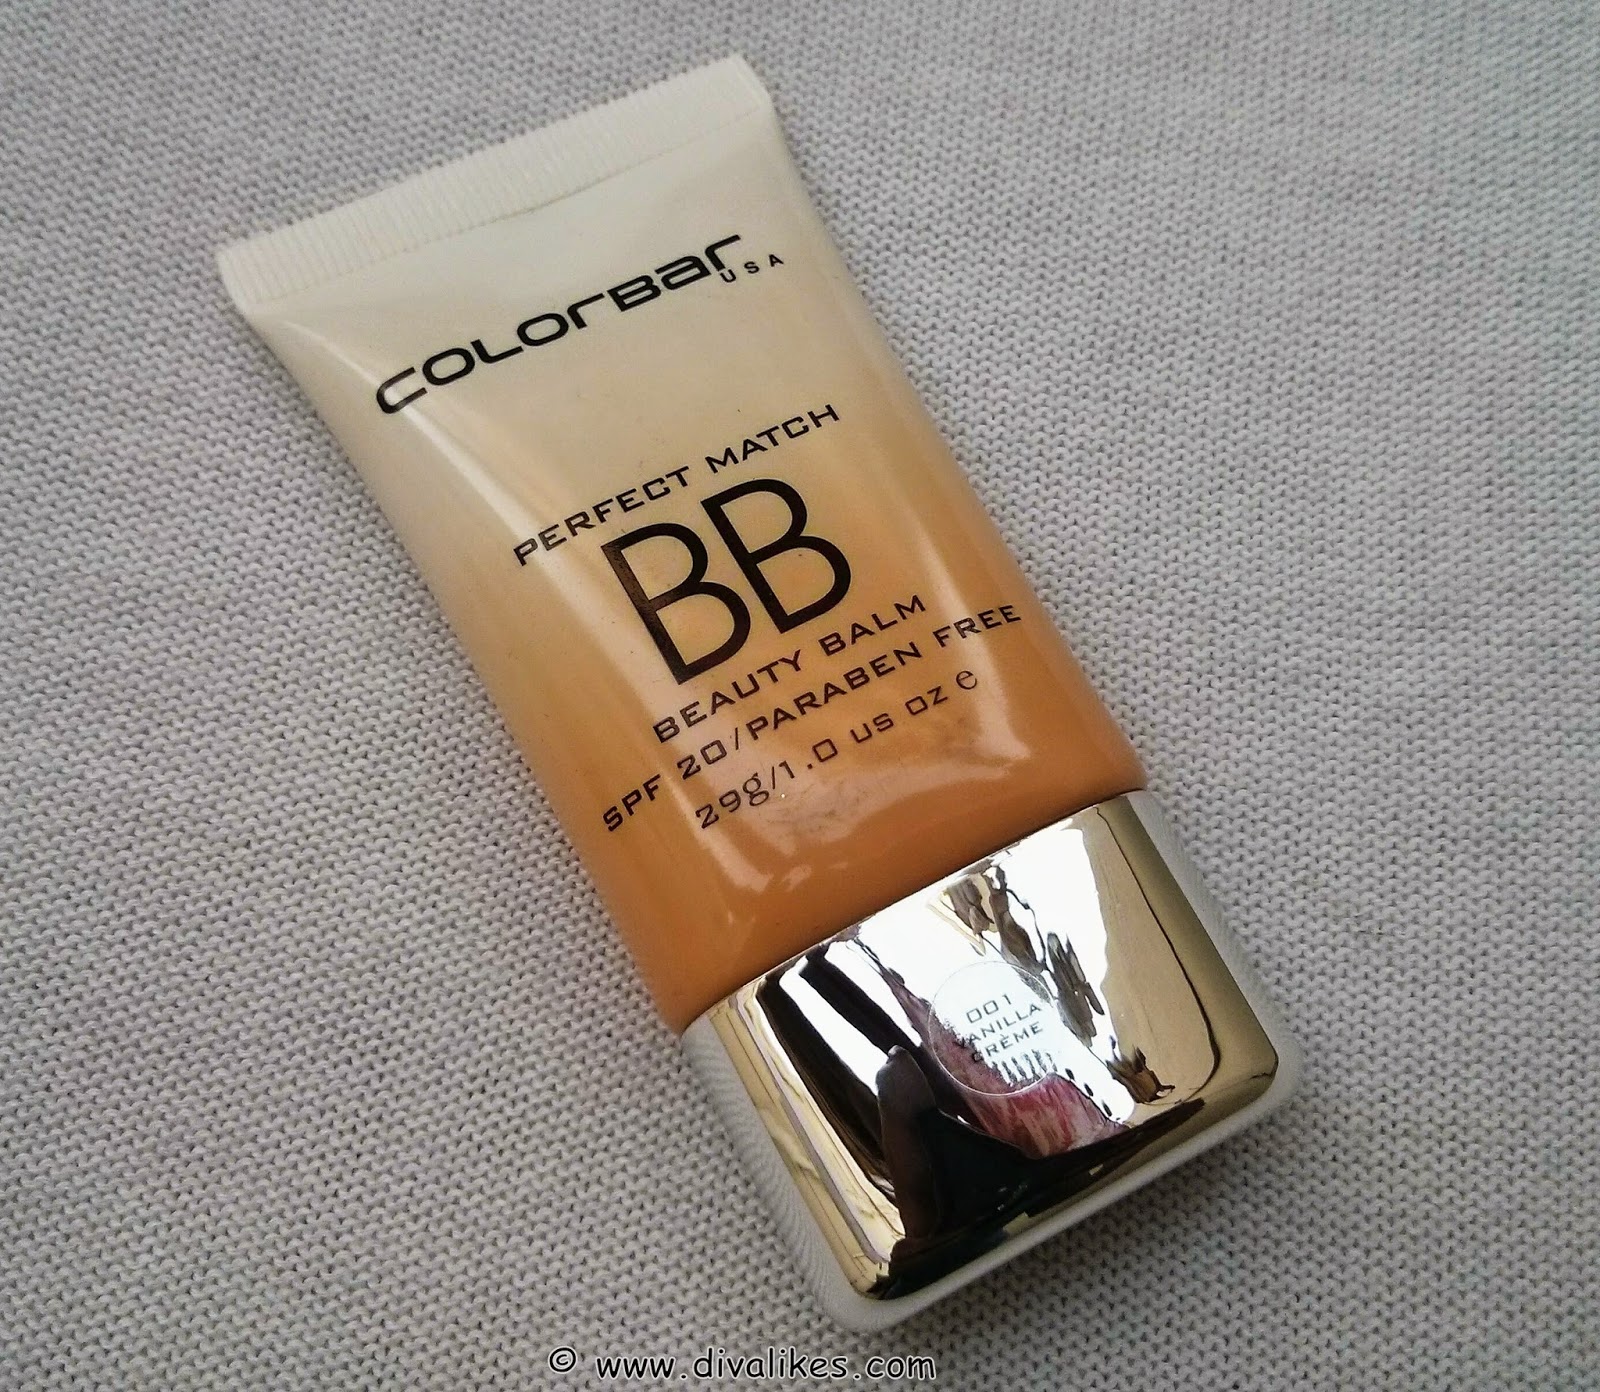 COLORBAR
USA
PERFECT MATCH
BB
BEAUTY BALM
SPF 20/PARABEN FREE
29g/1.0 US OZ e
001
VANILLA
CRÈME
© www.divalikes.com